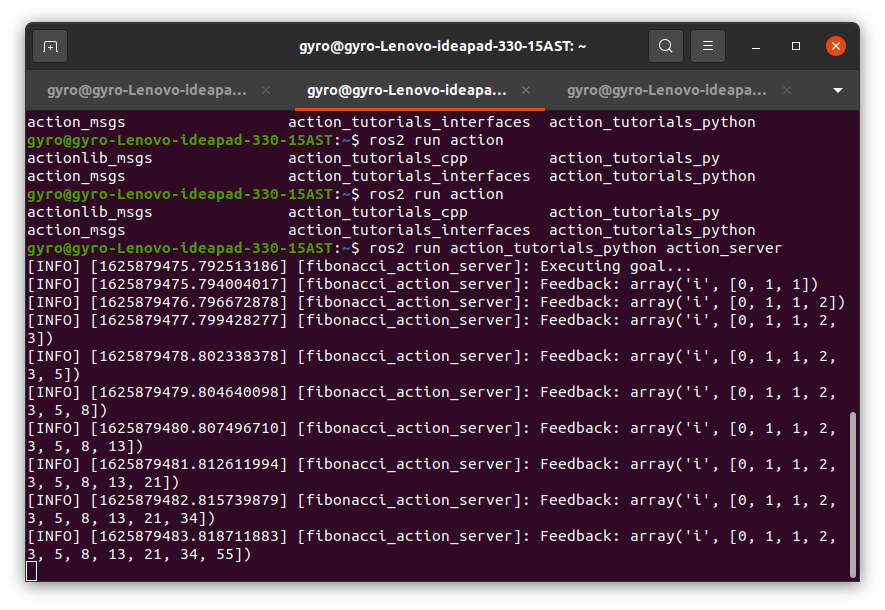 gyro@gyro-Lenovo-ideapad-330-15AST: ~
gyro@gyro-Lenovo-ideapa... gyro@gyro-Lenovo-ideapa... gyro@gyro-Lenovo-ideapa...
action_msgs action_tutorials_interfaces action_tutorials_python
gyro@gyro-Lenovo-ideapad-330-15AST:~$ ros2 run action
actionlib_msgs action_tutorials_cpp action_tutorials_py
action_msgs action_tutorials_interfaces action_tutorials_python
gyro@gyro-Lenovo-ideapad-330-15AST:~$ ros2 run action
actionlib_msgs action_tutorials_cpp action_tutorials_py
action_msgs action_tutorials_interfaces action_tutorials_python
gyro@gyro-Lenovo-ideapad-330-15AST:~$ ros2 run action_tutorials_python action_server
[INFO] [1625879475.792513186] [fibonacci_action_server]: Executing goal...
[INFO] [1625879475.794004017] [fibonacci_action_server]: Feedback: array('i', [0, 1, 1])
[INFO] [1625879476.796672878] [fibonacci_action_server]: Feedback: array('i', [0, 1, 1, 2])
[INFO] [1625879477.799428277] [fibonacci_action_server]: Feedback: array('i', [0, 1, 1, 2,
3])
[INFO] [1625879478.802338378] [fibonacci_action_server]: Feedback: array('i', [0, 1, 1, 2,
3, 5])
[INFO] [1625879479.804640098] [fibonacci_action_server]: Feedback: array('i', [0, 1, 1, 2,
3, 5, 8])
[INFO] [1625879480.807496710] [fibonacci_action_server]: Feedback: array('i', [0, 1, 1, 2,
3, 5, 8, 13])
[INFO] [1625879481.812611994] [fibonacci_action_server]: Feedback: array('i', [0, 1, 1, 2,
3, 5, 8, 13, 21])
[INFO] [1625879482.815739879] [fibonacci_action_server]: Feedback: array('i', [0, 1, 1, 2,
3, 5, 8, 13, 21, 34])
[INFO] [1625879483.818711883] [fibonacci_action_server]: Feedback: array('i', [0, 1, 1, 2,
3, 5, 8, 13, 21, 34, 55])